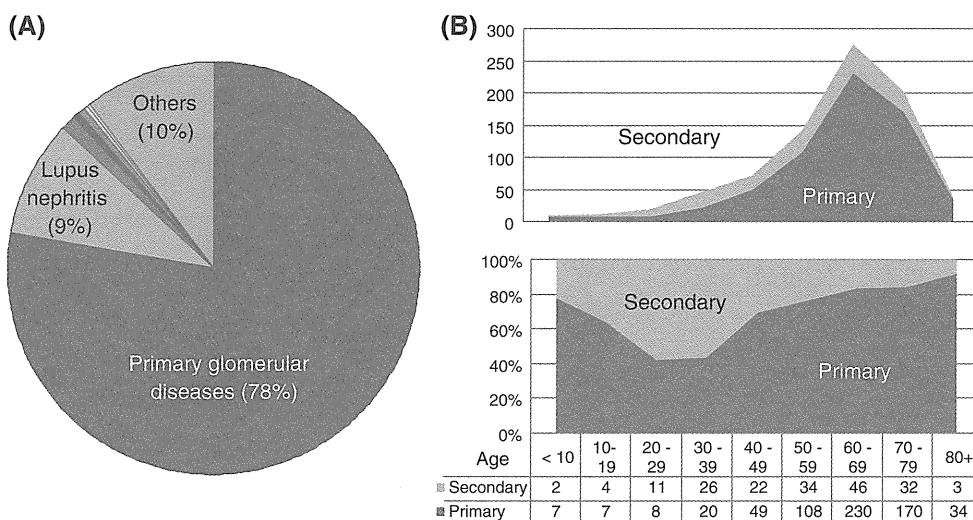 (A)
Others
(10%)
Lupus
nephritis
(9%)
Primary glomerular
diseases (78%)
(B)
300
250
200
150
100
50
0
Secondary
Primary
100%
80%
60%
40%
20%
0%
Secondary
Primary
Age < 10 10-19 20 - 29 30 - 39 40 - 49 50 - 59 60 - 69 70 - 79 80+
Secondary 2 4 11 26 22 34 46 32 3
Primary 7 7 8 20 49 108 230 170 34